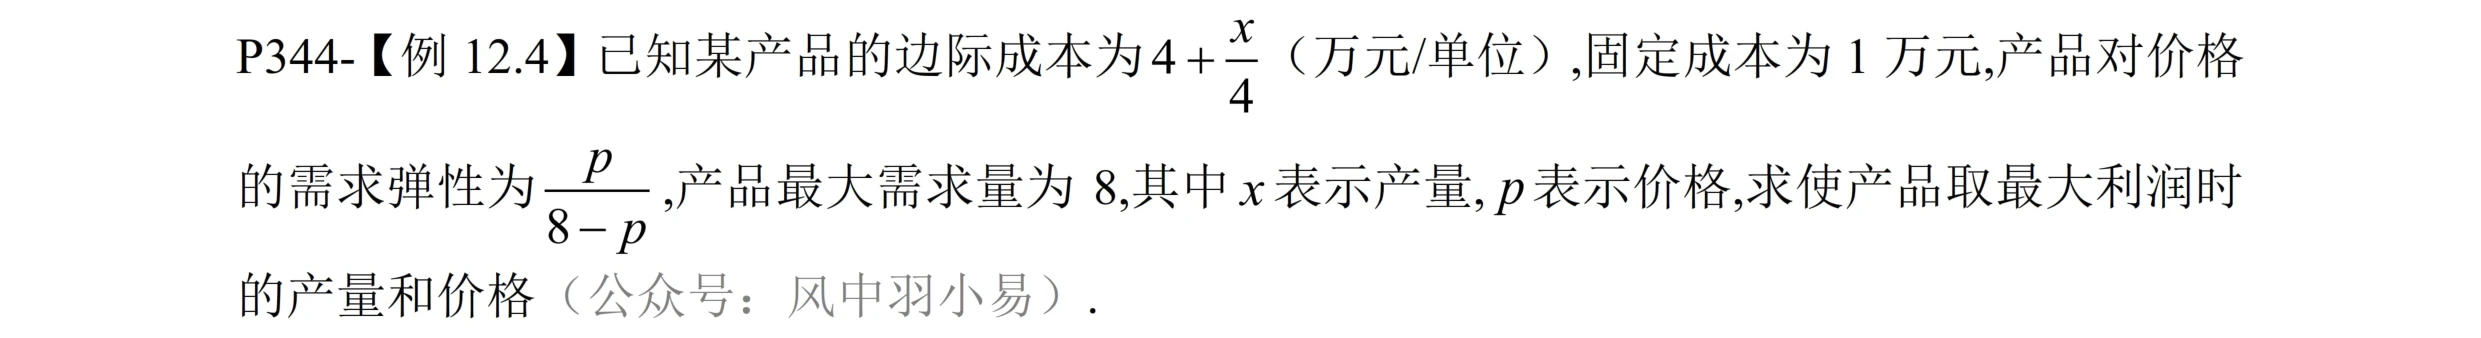 P344-【例 12.4】已知某产品的边际成本为4+x/4（万元/单位）,固定成本为 1 万元,产品对价格
的需求弹性为p/(8-p),产品最大需求量为 8,其中x表示产量,p表示价格,求使产品取最大利润时
的产量和价格（公众号：风中羽小易）.